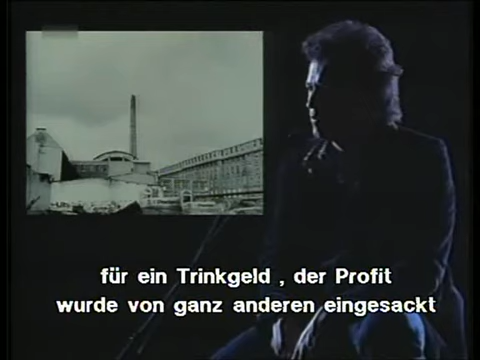 für ein Trinkgeld , der Profit
wurde von ganz anderen eingesackt